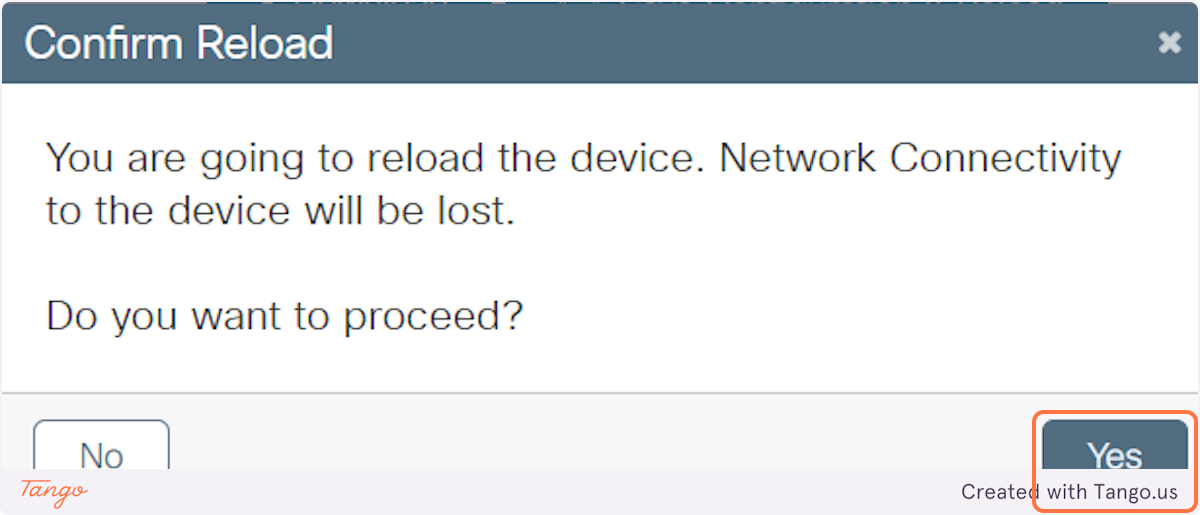 Confirm Reload
You are going to reload the device. Network Connectivity
to the device will be lost.
Do you want to proceed?
No
Yes
Tango
Created with Tango.us